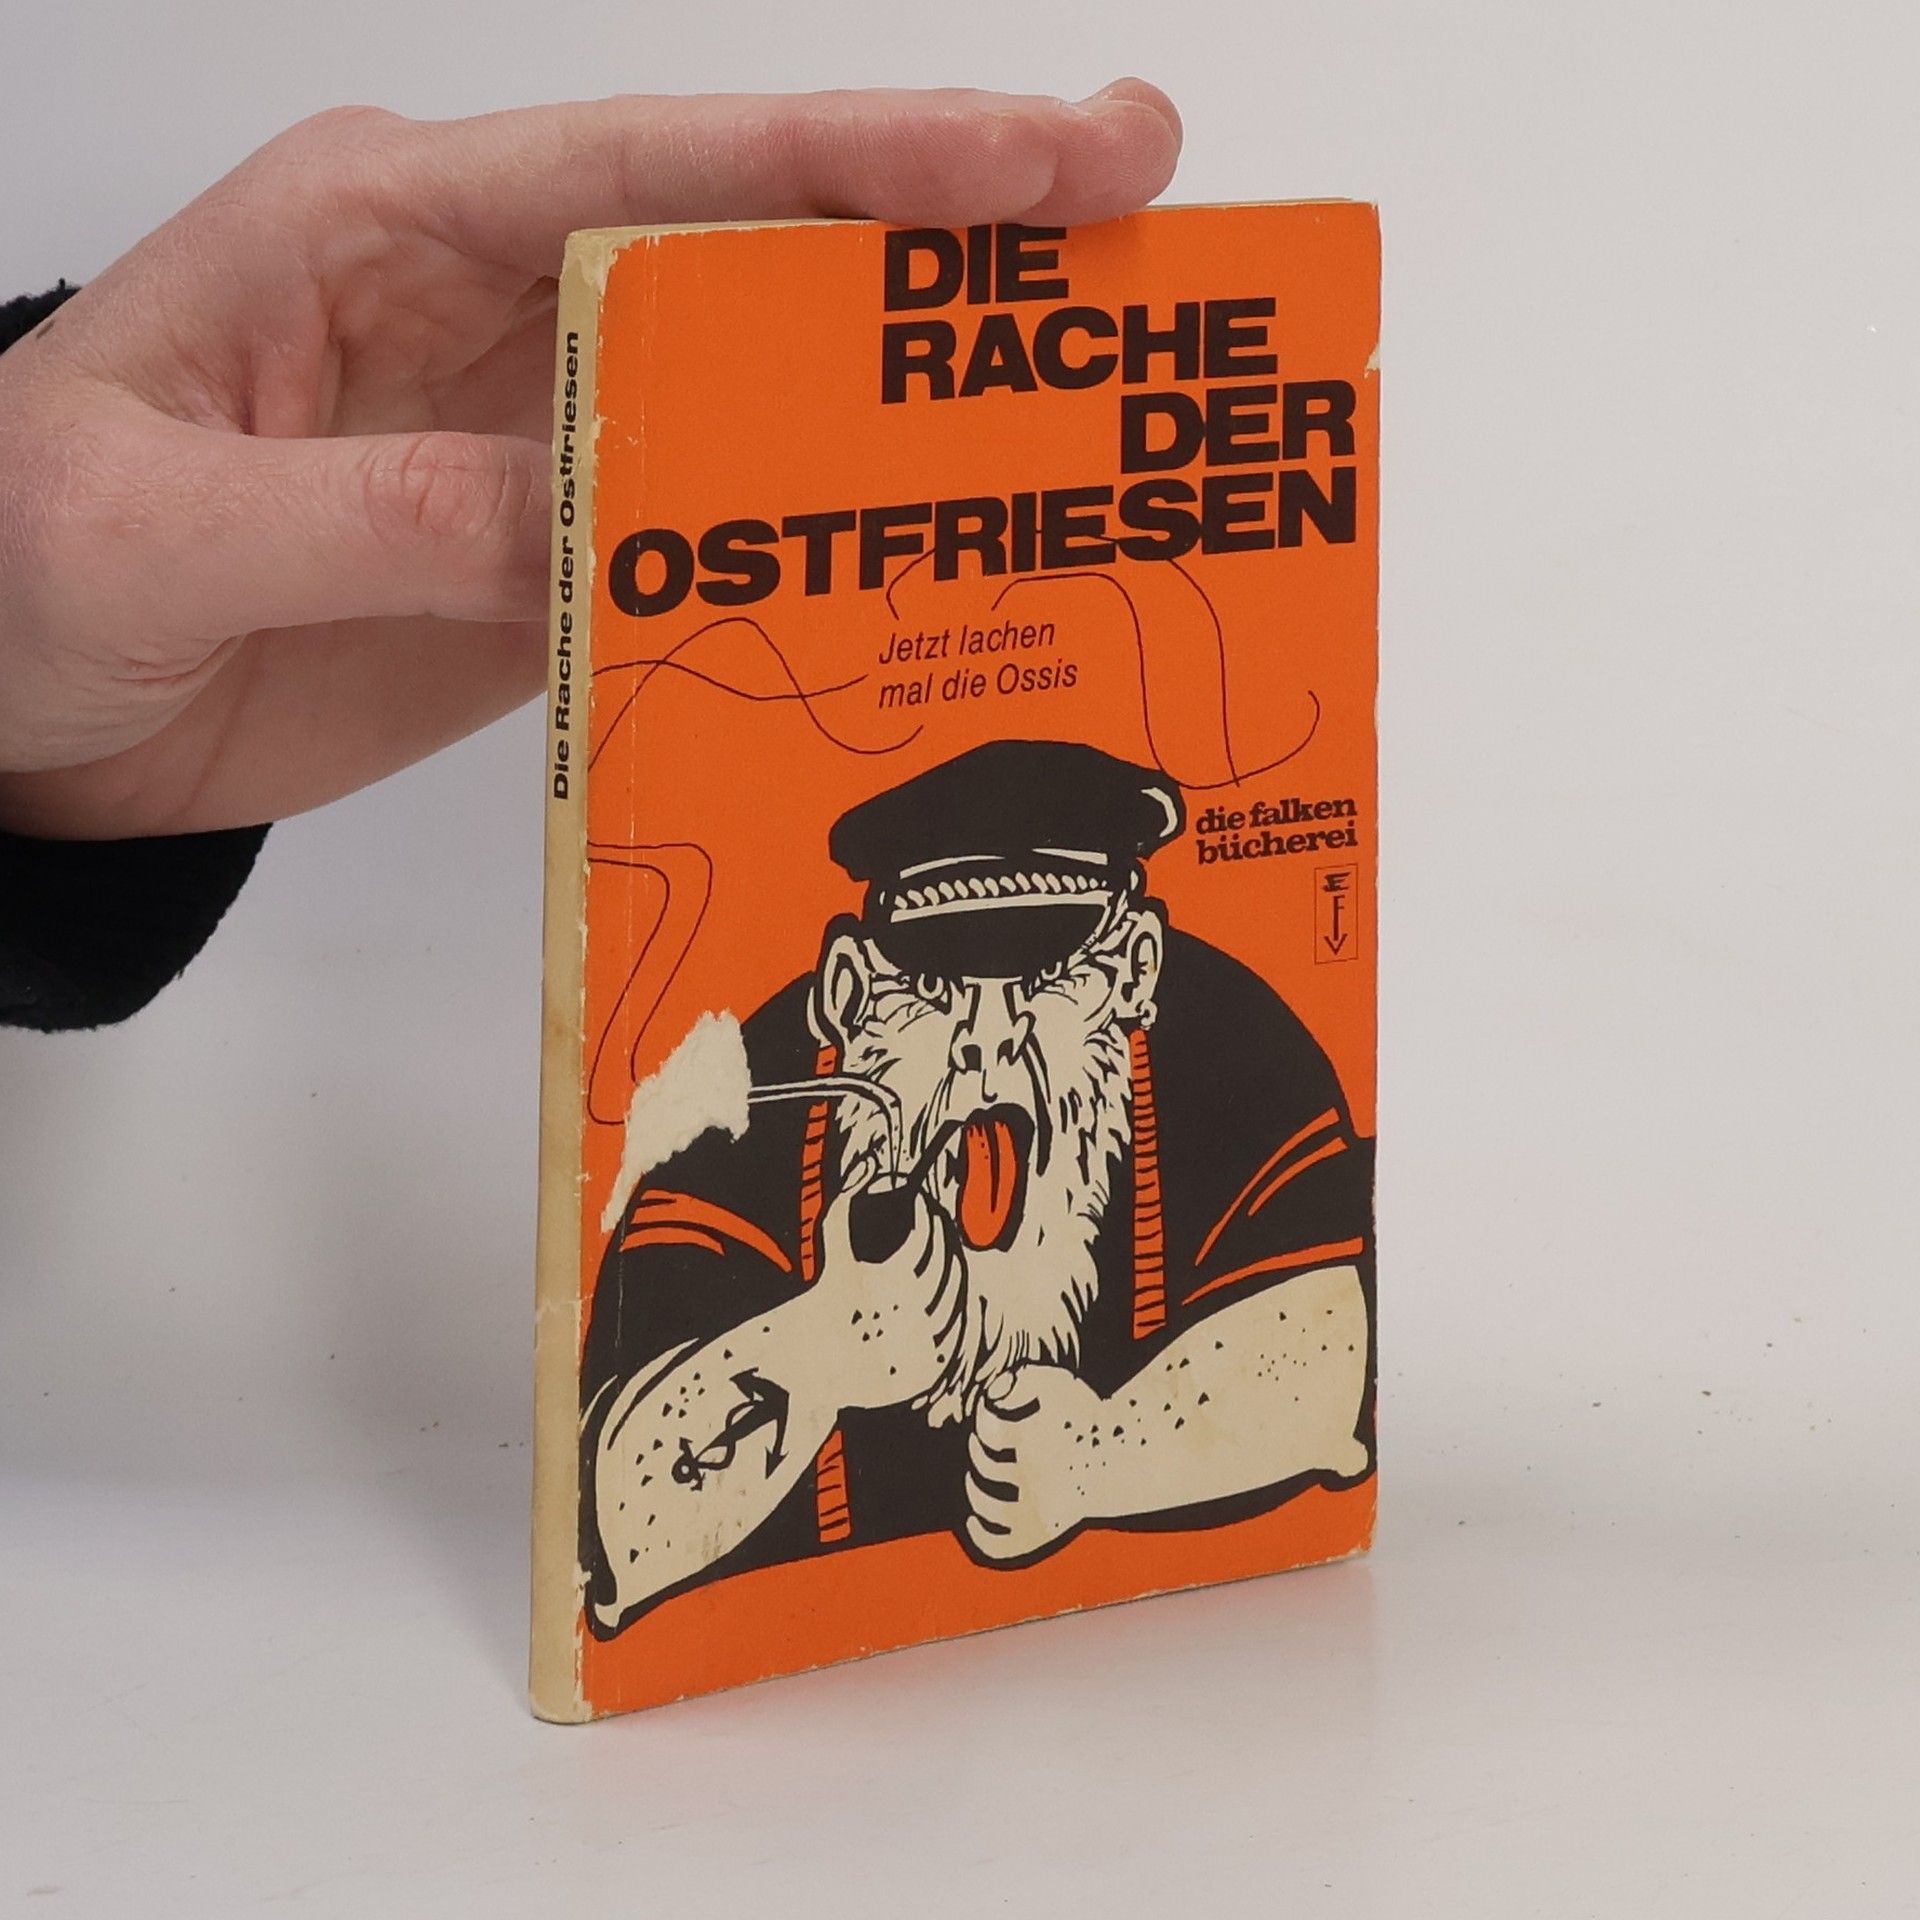 DIE
RACHE
DER
OSTFRIESEN
Jetzt lachen
mal die Ossis
die falken
bücherei
Die Rache der Ostfriesen